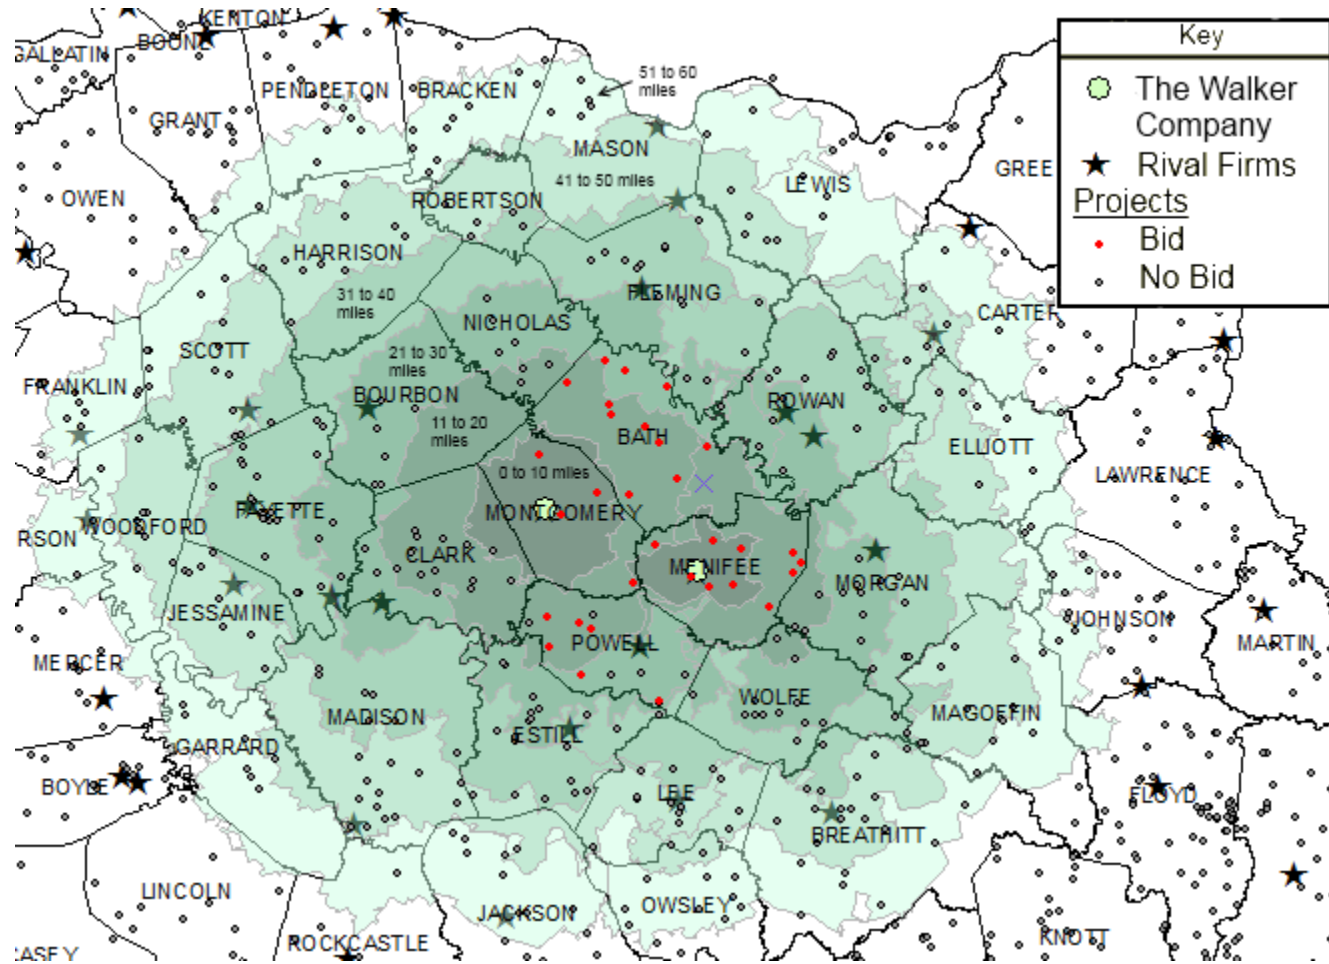 KENTON
GALLATIN
BOONE
PENDLETON
BRACKEN
51 to 60
miles
GRANT
MASON
41 to 50 miles
LEWIS
GREE
OWEN
ROBERTSON
HARRISON
31 to 40
miles
FLEMING
CARTER
NICHOLAS
SCOTT
21 to 30
miles
FRANKLIN
BOURBON
ROWAN
11 to 20
miles
BATH
ELLIOTT
0 to 10 miles
LAWRENCE
MONTGOMERY
FAYETTE
WOODFORD
RSON
CLARK
MENIFEE
MORGAN
JESSAMINE
JOHNSON
MARTIN
POWELL
MERCER
WOLFE
MAGOFFIN
MADISON
ESTILL
GARRARD
BOYLE
LEE
FLOYD
BREATHITT
LINCOLN
OWSLEY
JACKSON
KNOTT
ROCKCASTLE
CASEY
Key
The Walker
Company
Rival Firms
Projects
Bid
No Bid